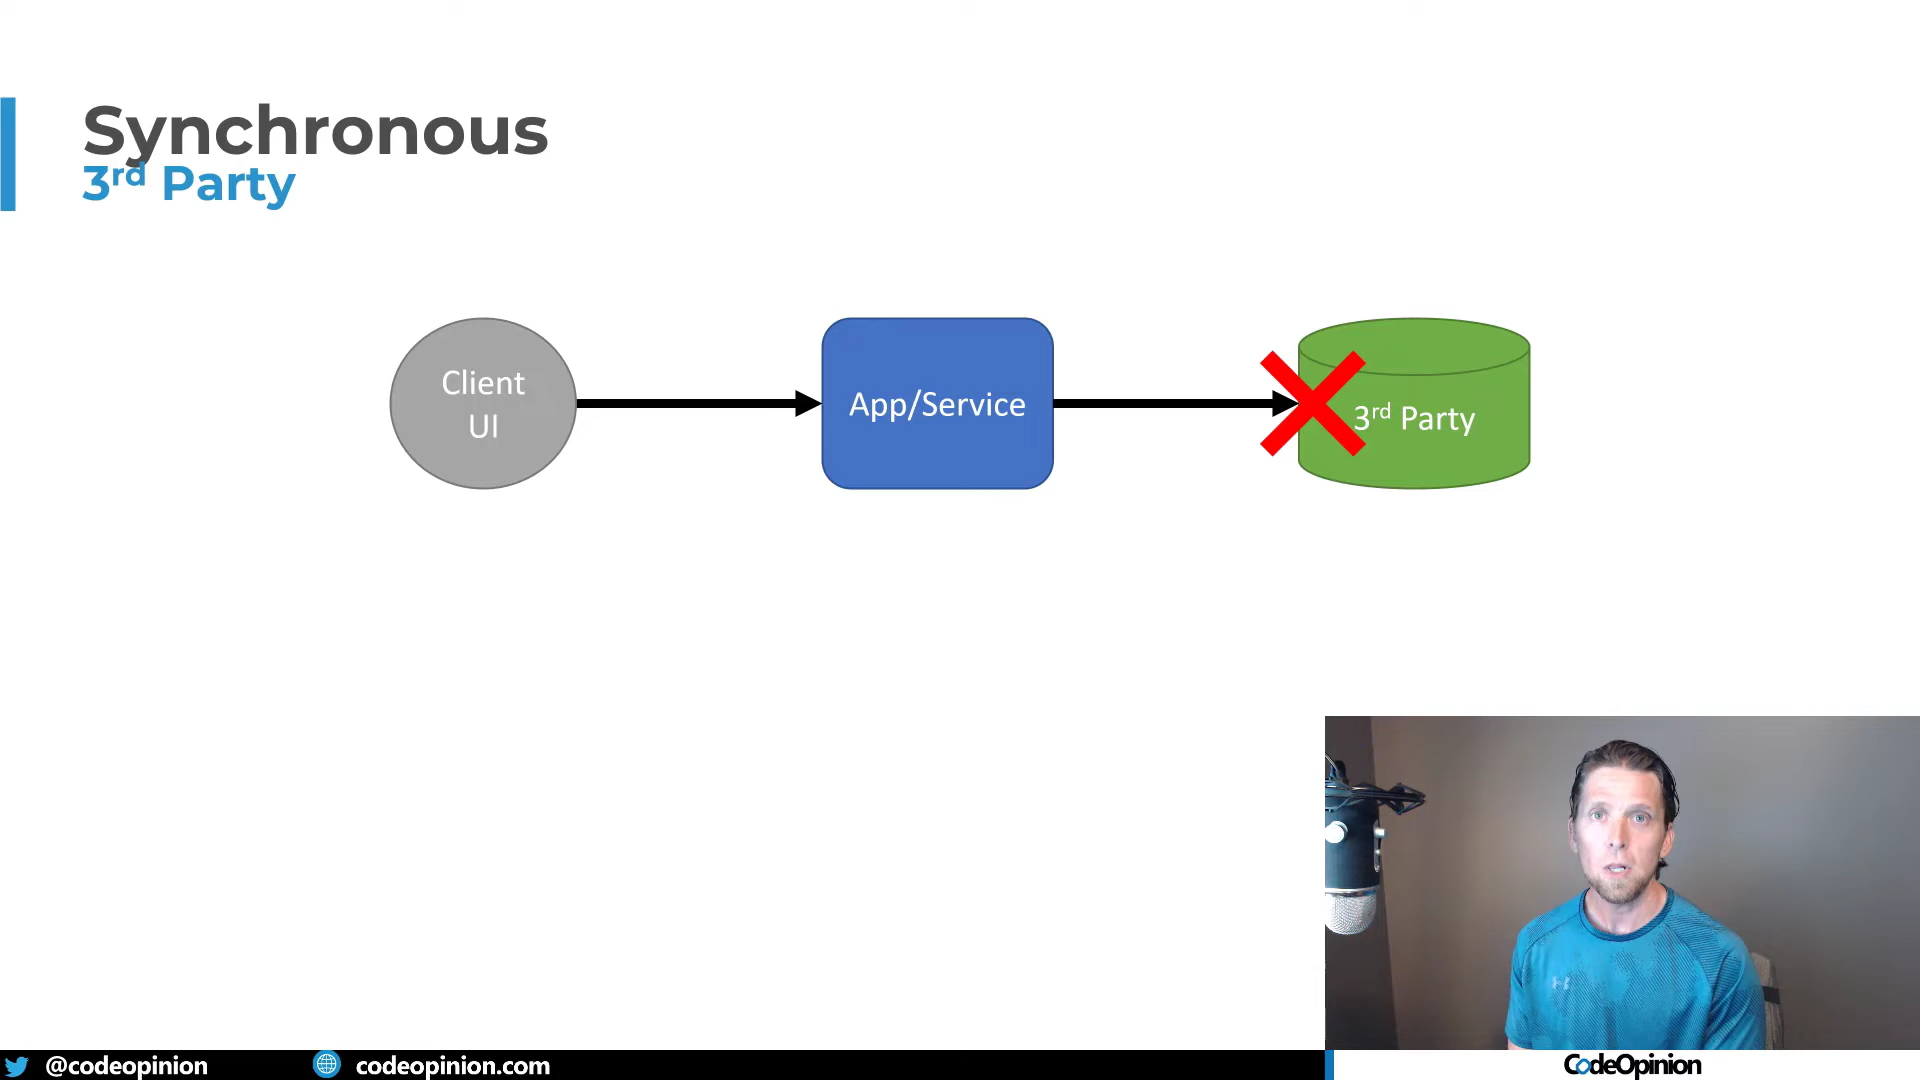 Synchronous
3rd Party
Client
UI
App/Service
3rd Party
@codeopinion
codeopinion.com
CodeOpinion